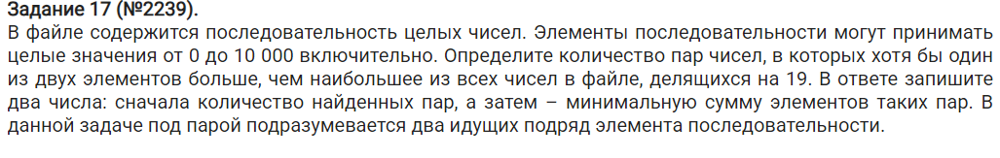 Задание 17 (№2239).
В файле содержится последовательность целых чисел. Элементы последовательности могут принимать
целые значения от 0 до 10 000 включительно. Определите количество пар чисел, в которых хотя бы один
из двух элементов больше, чем наибольшее из всех чисел в файле, делящихся на 19. В ответе запишите
два числа: сначала количество найденных пар, а затем – минимальную сумму элементов таких пар. В
данной задаче под парой подразумевается два идущих подряд элемента последовательности.